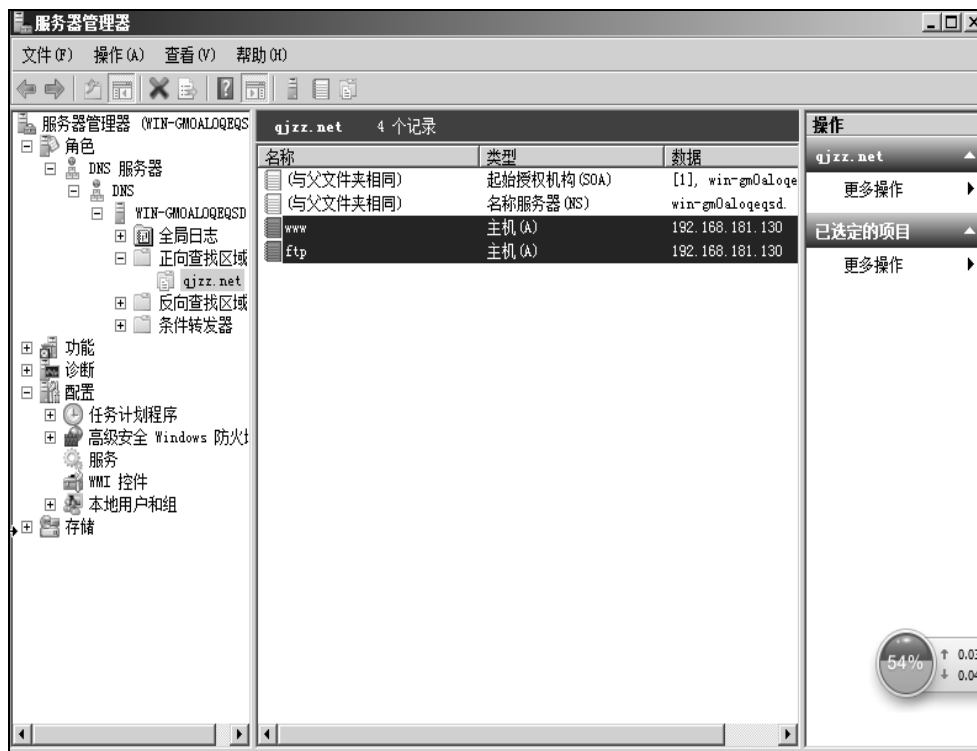 服务器管理器
文件(F) 操作(A) 查看(V) 帮助(H)
服务器管理器 (WIN-GMOALOQEQS
角色
DNS 服务器
DNS
WIN-GMOALOQEQSD
全局日志
正向查找区域
qjzz.net
反向查找区域
条件转发器
功能
诊断
配置
任务计划程序
高级安全 Windows 防火
服务
WMI 控件
本地用户和组
存储
qjzz.net 4 个记录
名称 类型 数据
(与父文件夹相同) 起始授权机构(SOA) [1], win-gm0aloqe
(与父文件夹相同) 名称服务器(NS) win-gm0aloqeqsd.
www 主机(A) 192.168.181.130
ftp 主机(A) 192.168.181.130
操作
qjzz.net
更多操作
已选定的项目
更多操作
54%
0.03
0.04